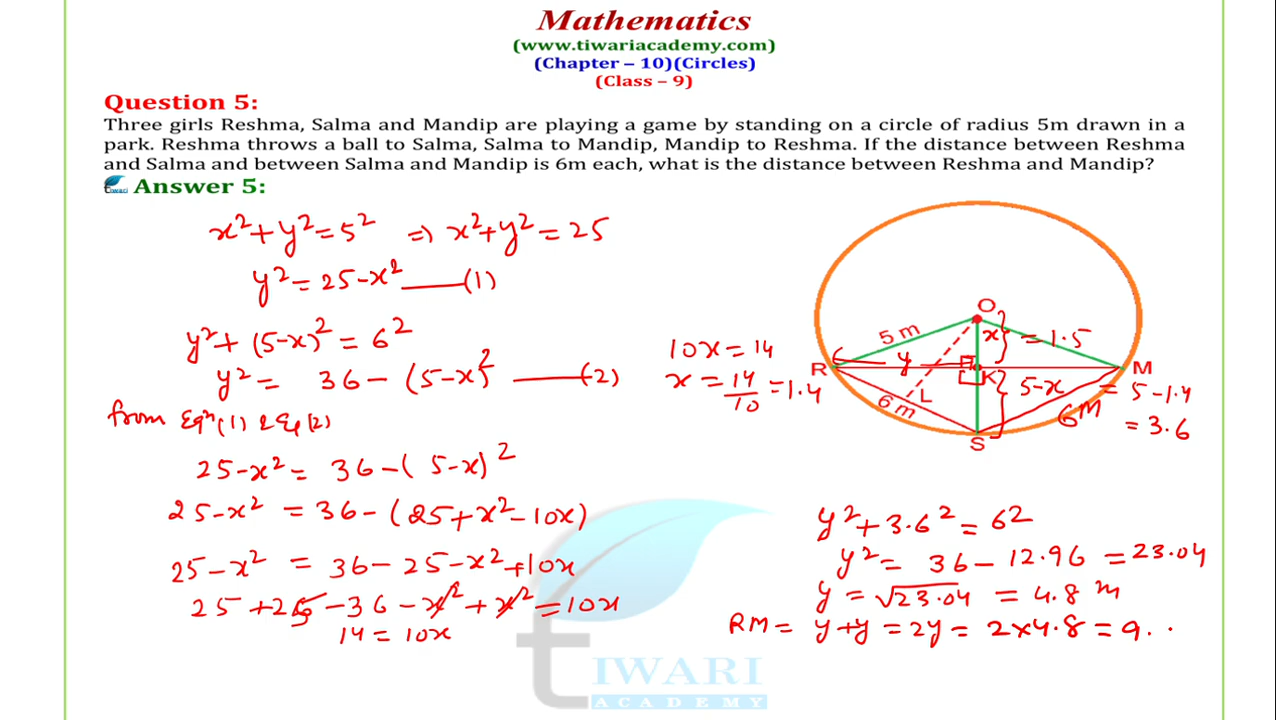 Mathematics
(www.tiwariacademy.com)
(Chapter – 10)(Circles)
(Class – 9)
Question 5:
Three girls Reshma, Salma and Mandip are playing a game by standing on a circle of radius 5m drawn in a
park. Reshma throws a ball to Salma, Salma to Mandip, Mandip to Reshma. If the distance between Reshma
and Salma and between Salma and Mandip is 6m each, what is the distance between Reshma and Mandip?
Answer 5:
x² + y² = 5² ⇒ x² + y² = 25
y² = 25 - x² —(1)
y² + (5-x)² = 6²
y² = 36 - (5-x)² —(2)
from Eqⁿ(1) & Eq(2)
25 - x² = 36 - (5-x)²
25 - x² = 36 - (25 + x² - 10x)
25 - x² = 36 - 25 - x² + 10x
25 + 25 - 36 - x² + x² = 10x
14 = 10x
10x = 14
x = 14/10 = 1.4
O
5 m
x = 1.5
y
R
K
M
5-x = 5 - 1.4
= 3.6
L
6 m
6M
S
y² + 3.6² = 6²
y² = 36 - 12.96 = 23.04
y = √23.04 = 4.8 m
RM = y + y = 2y = 2×4.8 = 9.
TIWARI
ACADEMY